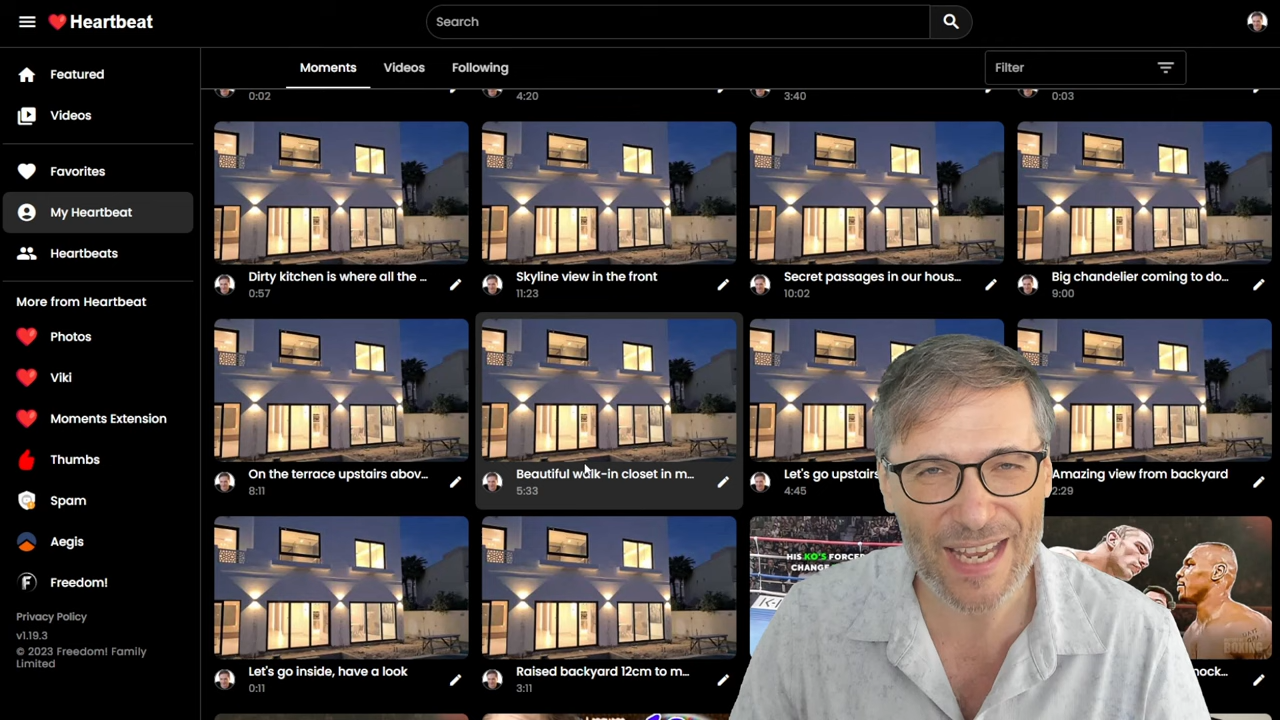 Heartbeat
Search
Featured
Videos
Favorites
My Heartbeat
Heartbeats
More from Heartbeat
Photos
Viki
Moments Extension
Thumbs
Spam
Aegis
Freedom!
Privacy Policy
v1.19.3
© 2023 Freedom! Family
Limited
Moments Videos Following
Filter
0:02
4:20
3:40
0:03
Dirty kitchen is where all the ...
0:57
Skyline view in the front
11:23
Secret passages in our hous...
10:02
Big chandelier coming to do...
9:00
On the terrace upstairs abov...
8:11
Beautiful walk-in closet in m...
5:33
Let's go upstairs
4:45
Amazing view from backyard
2:29
Let's go inside, have a look
0:11
Raised backyard 12cm to m...
3:11
HIS KO'S FORCE
CHANGE
BOXING